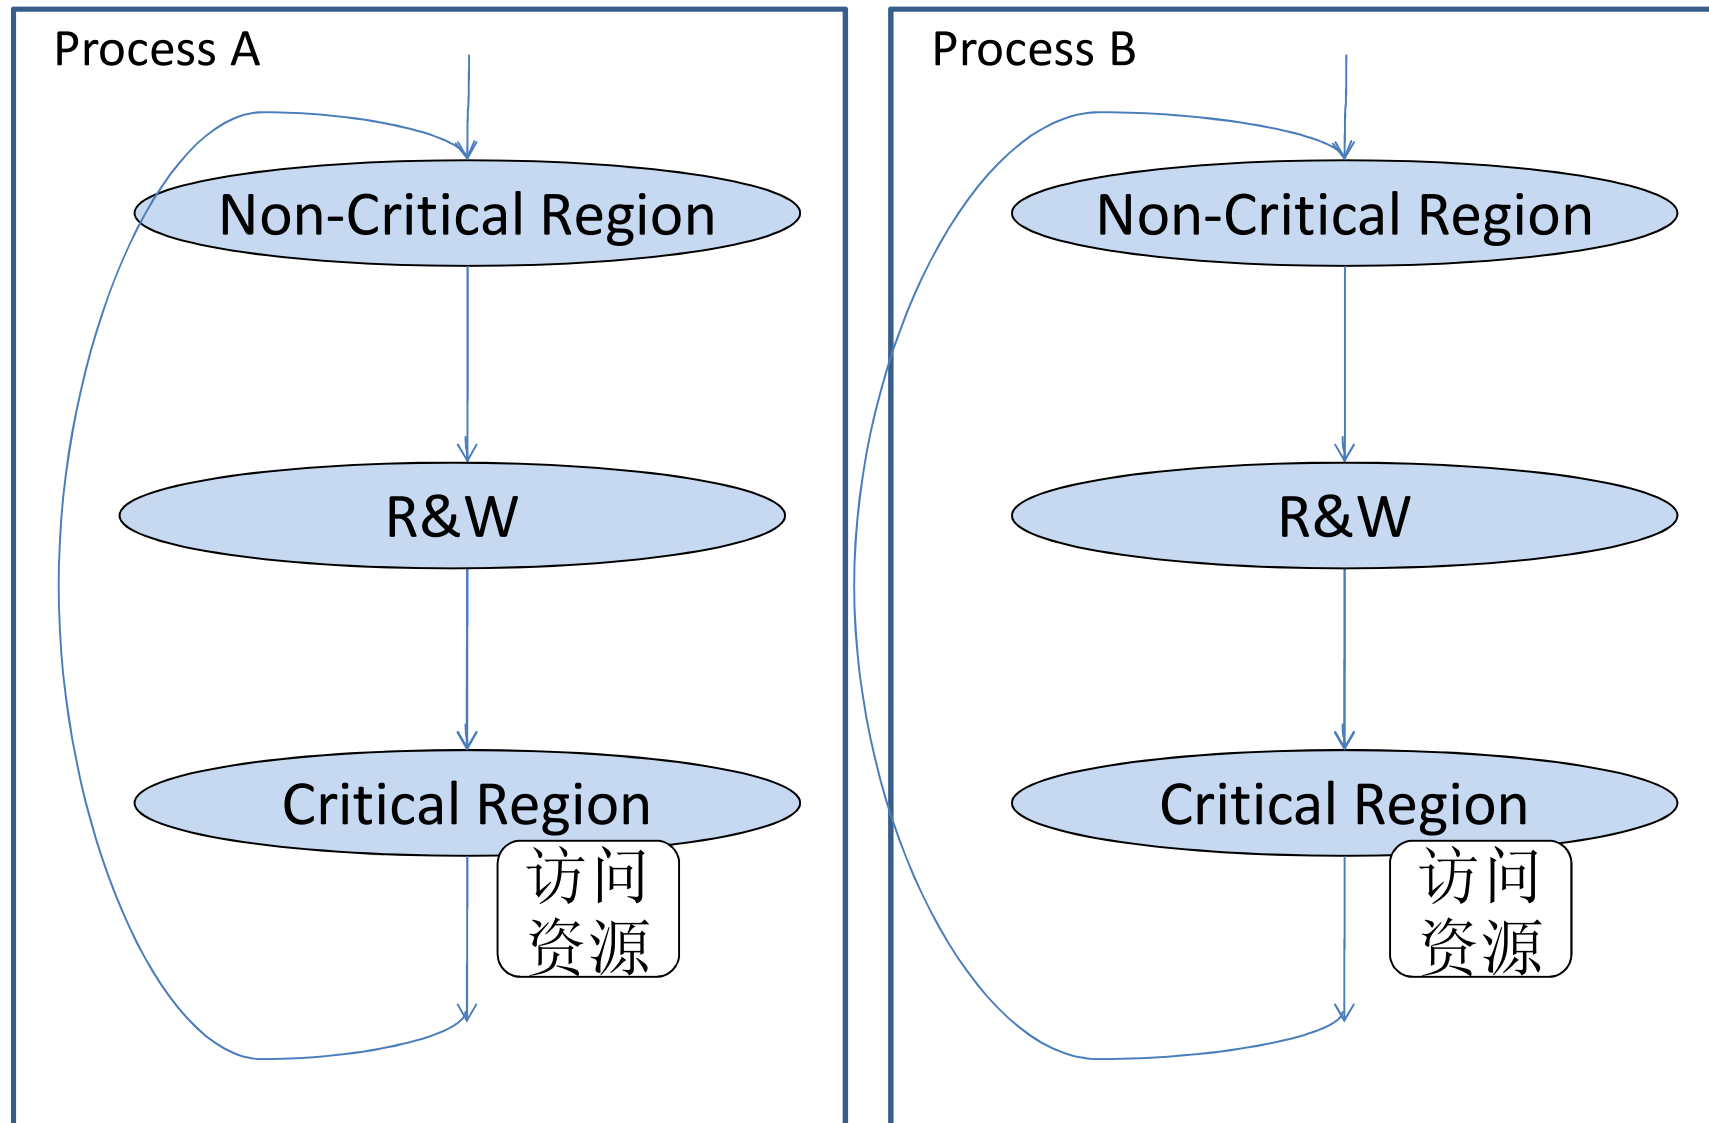 Process A
Non-Critical Region
R&W
Critical Region
访问
资源
Process B
Non-Critical Region
R&W
Critical Region
访问
资源